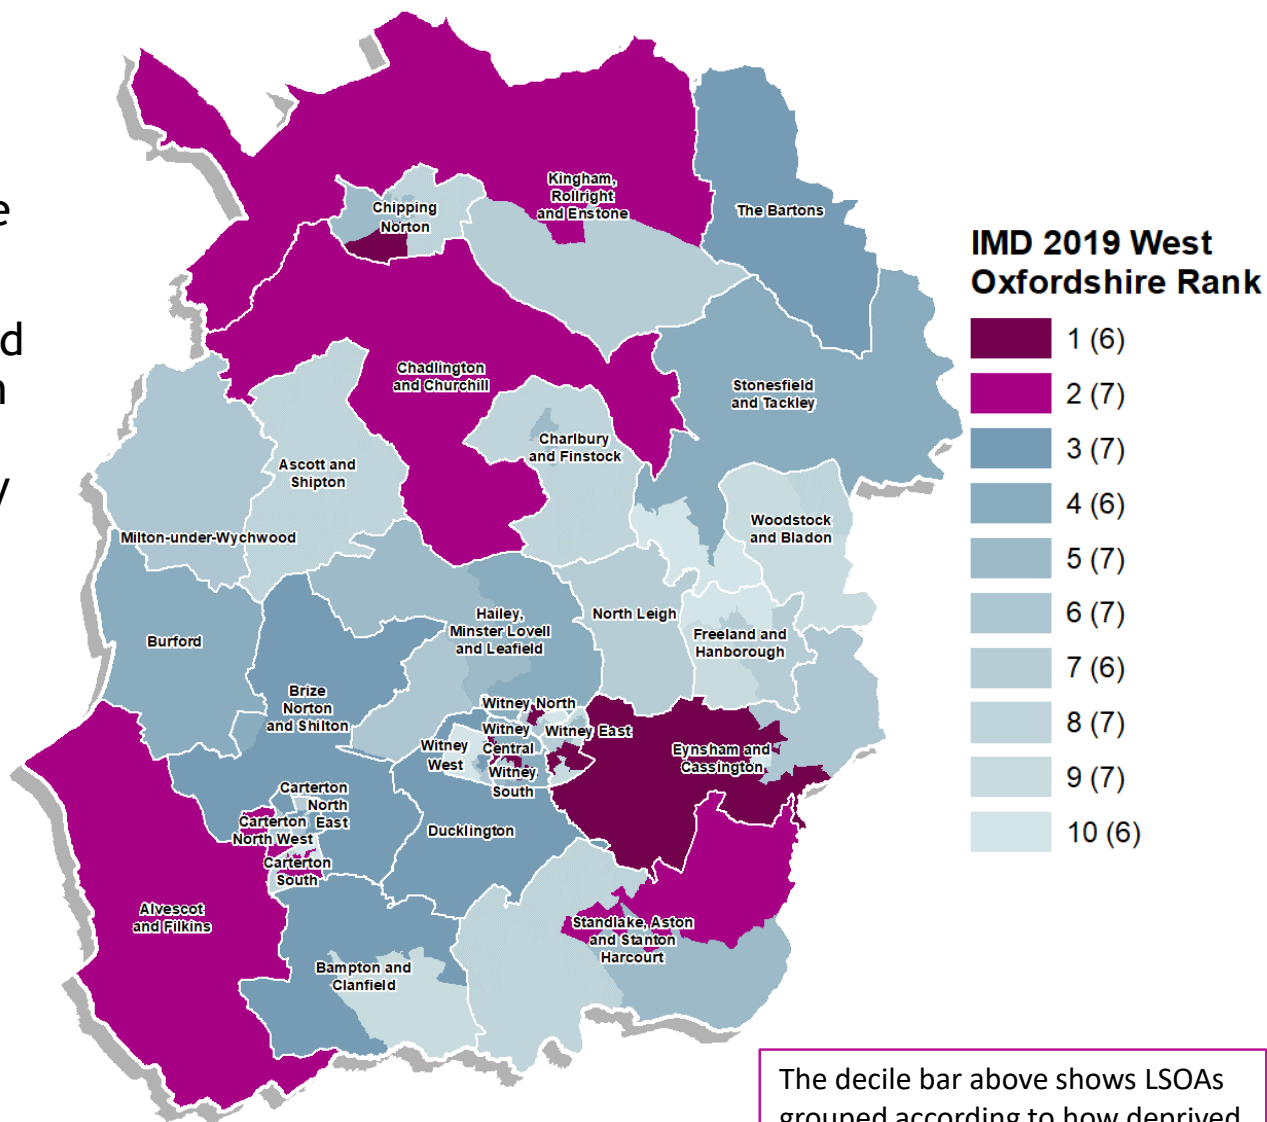 e
d
n
y
Kingham,
Rollright
and Enstone
Chipping
Norton
The Bartons
Chadlington
and Churchill
Stonesfield
and Tackley
Charlbury
and Finstock
Ascott and
Shipton
Woodstock
and Bladon
Milton-under-Wychwood
Burford
Hailey,
Minster Lovell
and Leafield
North Leigh
Freeland and
Hanborough
Brize
Norton
and Shilton
Witney North
Witney
Central
Witney East
Witney
West
Witney
South
Eynsham and
Cassington
Carterton
North
East
Carterton
North West
Carterton
South
Ducklington
Alvescot
and Filkins
Standlake, Aston
and Stanton
Harcourt
Bampton and
Clanfield
IMD 2019 West
Oxfordshire Rank
1 (6)
2 (7)
3 (7)
4 (6)
5 (7)
6 (7)
7 (6)
8 (7)
9 (7)
10 (6)
The decile bar above shows LSOAs
grouped according to how deprived